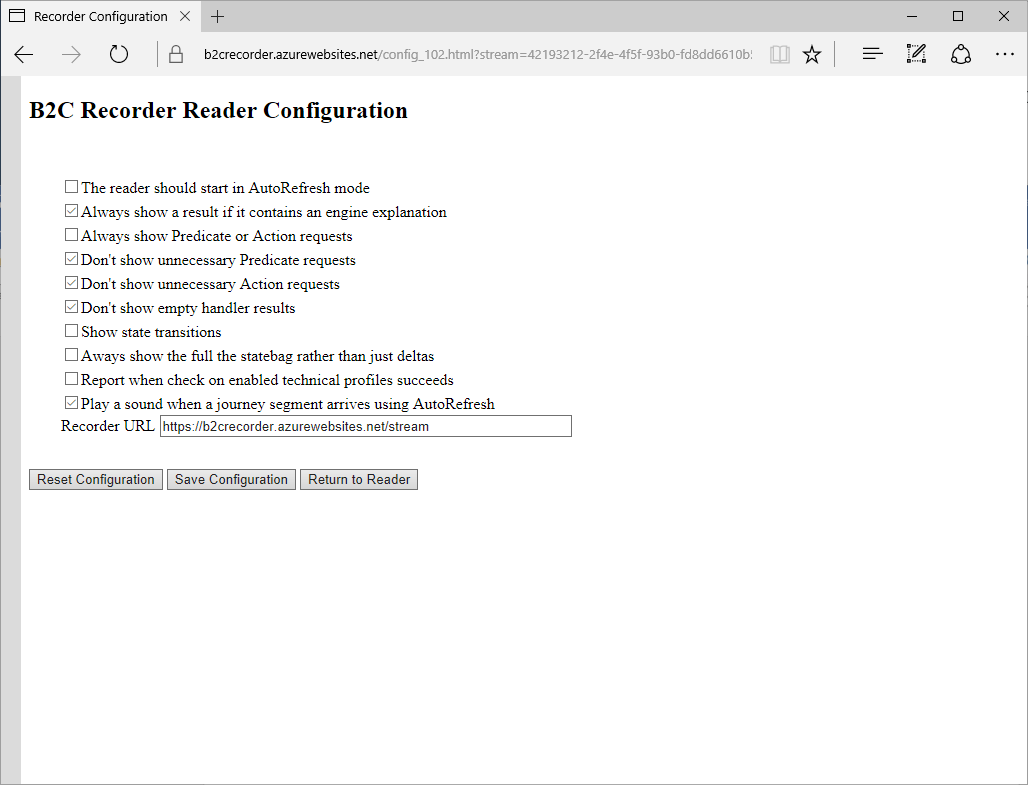 Recorder Configuration
b2crecorder.azurewebsites.net/config_102.html?stream=42193212-2f4e-4f5f-93b0-fd8dd6610b
B2C Recorder Reader Configuration
The reader should start in AutoRefresh mode
Always show a result if it contains an engine explanation
Always show Predicate or Action requests
Don't show unnecessary Predicate requests
Don't show unnecessary Action requests
Don't show empty handler results
Show state transitions
Aways show the full the statebag rather than just deltas
Report when check on enabled technical profiles succeeds
Play a sound when a journey segment arrives using AutoRefresh
Recorder URL https://b2crecorder.azurewebsites.net/stream
Reset Configuration Save Configuration Return to Reader